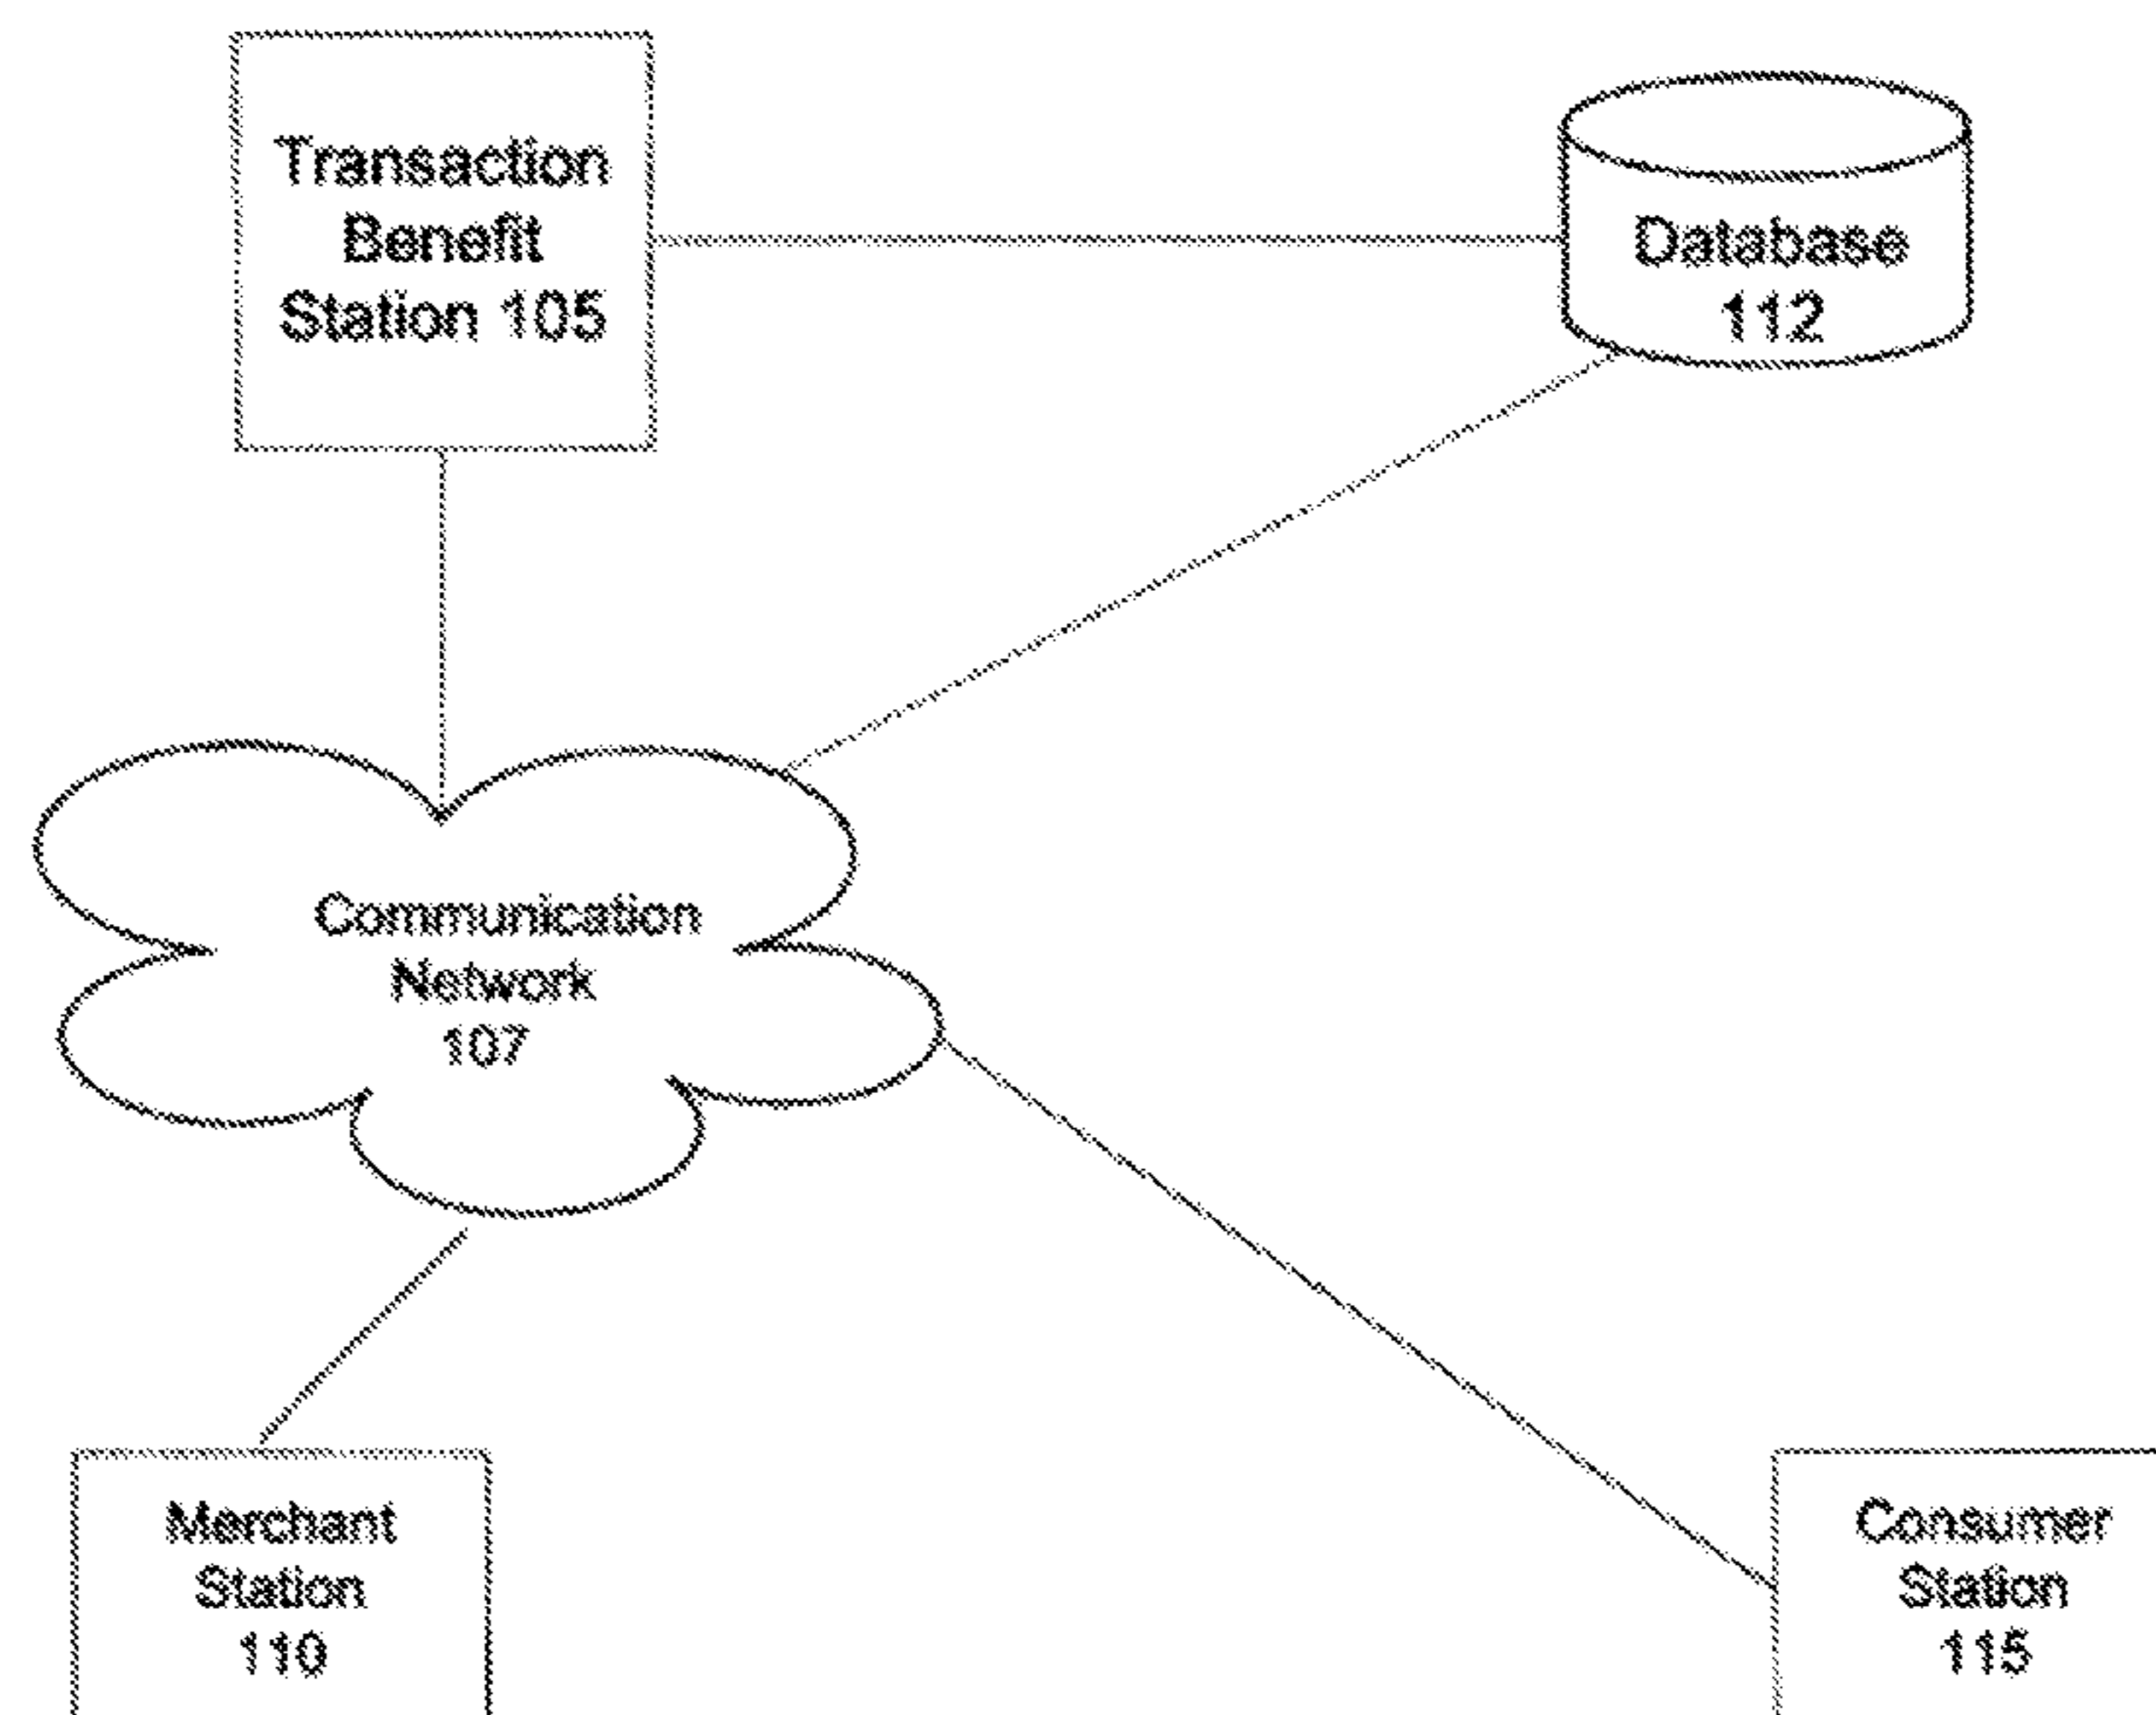 Transaction
Benefit
Station 105
Database
112
Communication
Network
107
Merchant
Station
110
Consumer
Station
115